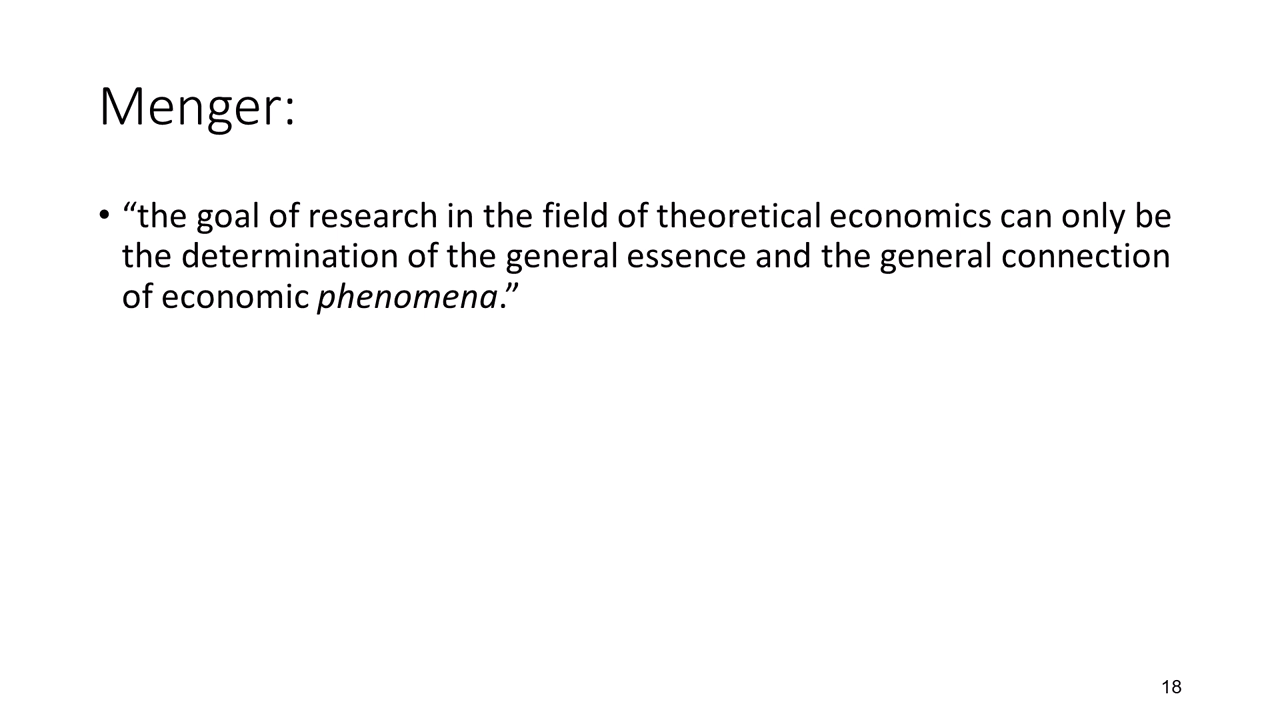 Menger:
• “the goal of research in the field of theoretical economics can only be
the determination of the general essence and the general connection
of economic phenomena.”
18